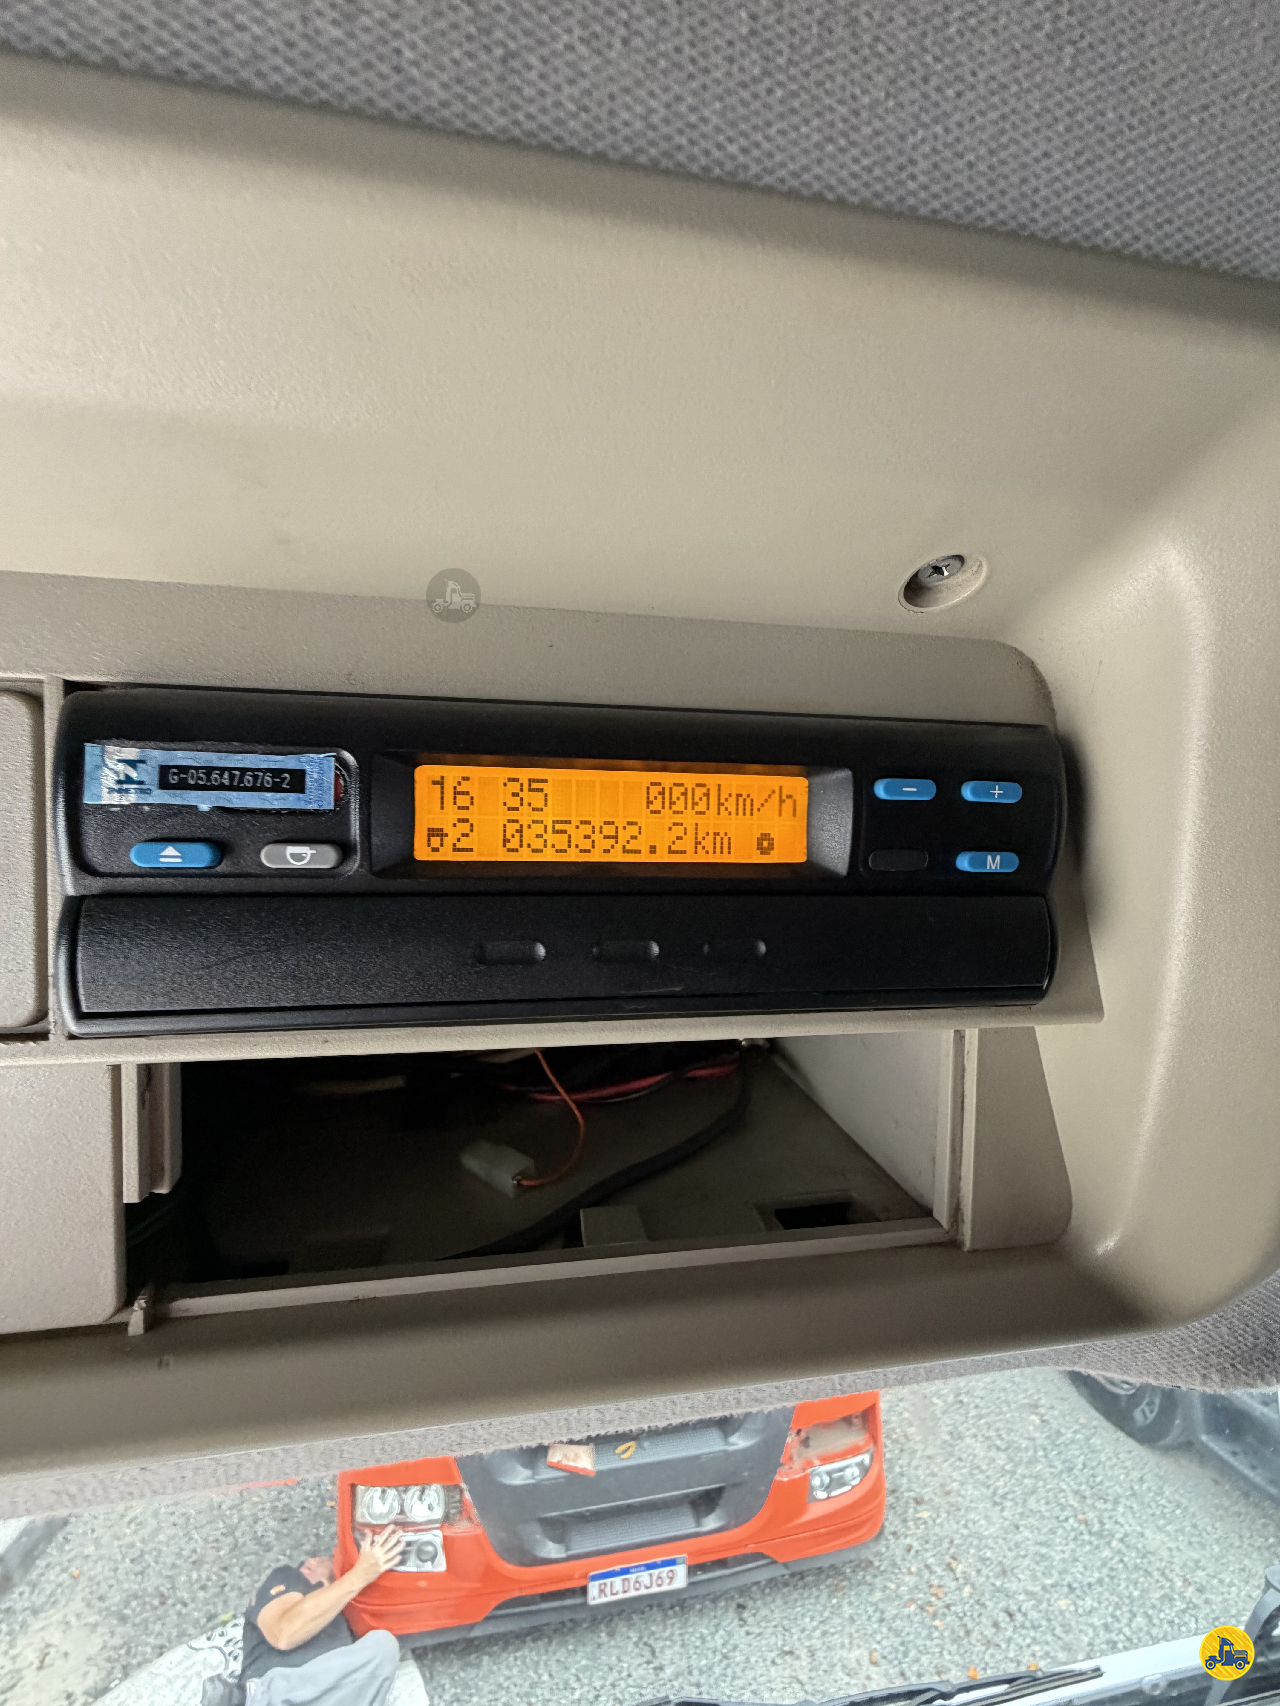 G-05.647.676-2
16 35 000km/h
2 035392.2km
- +
M
RLD6J69